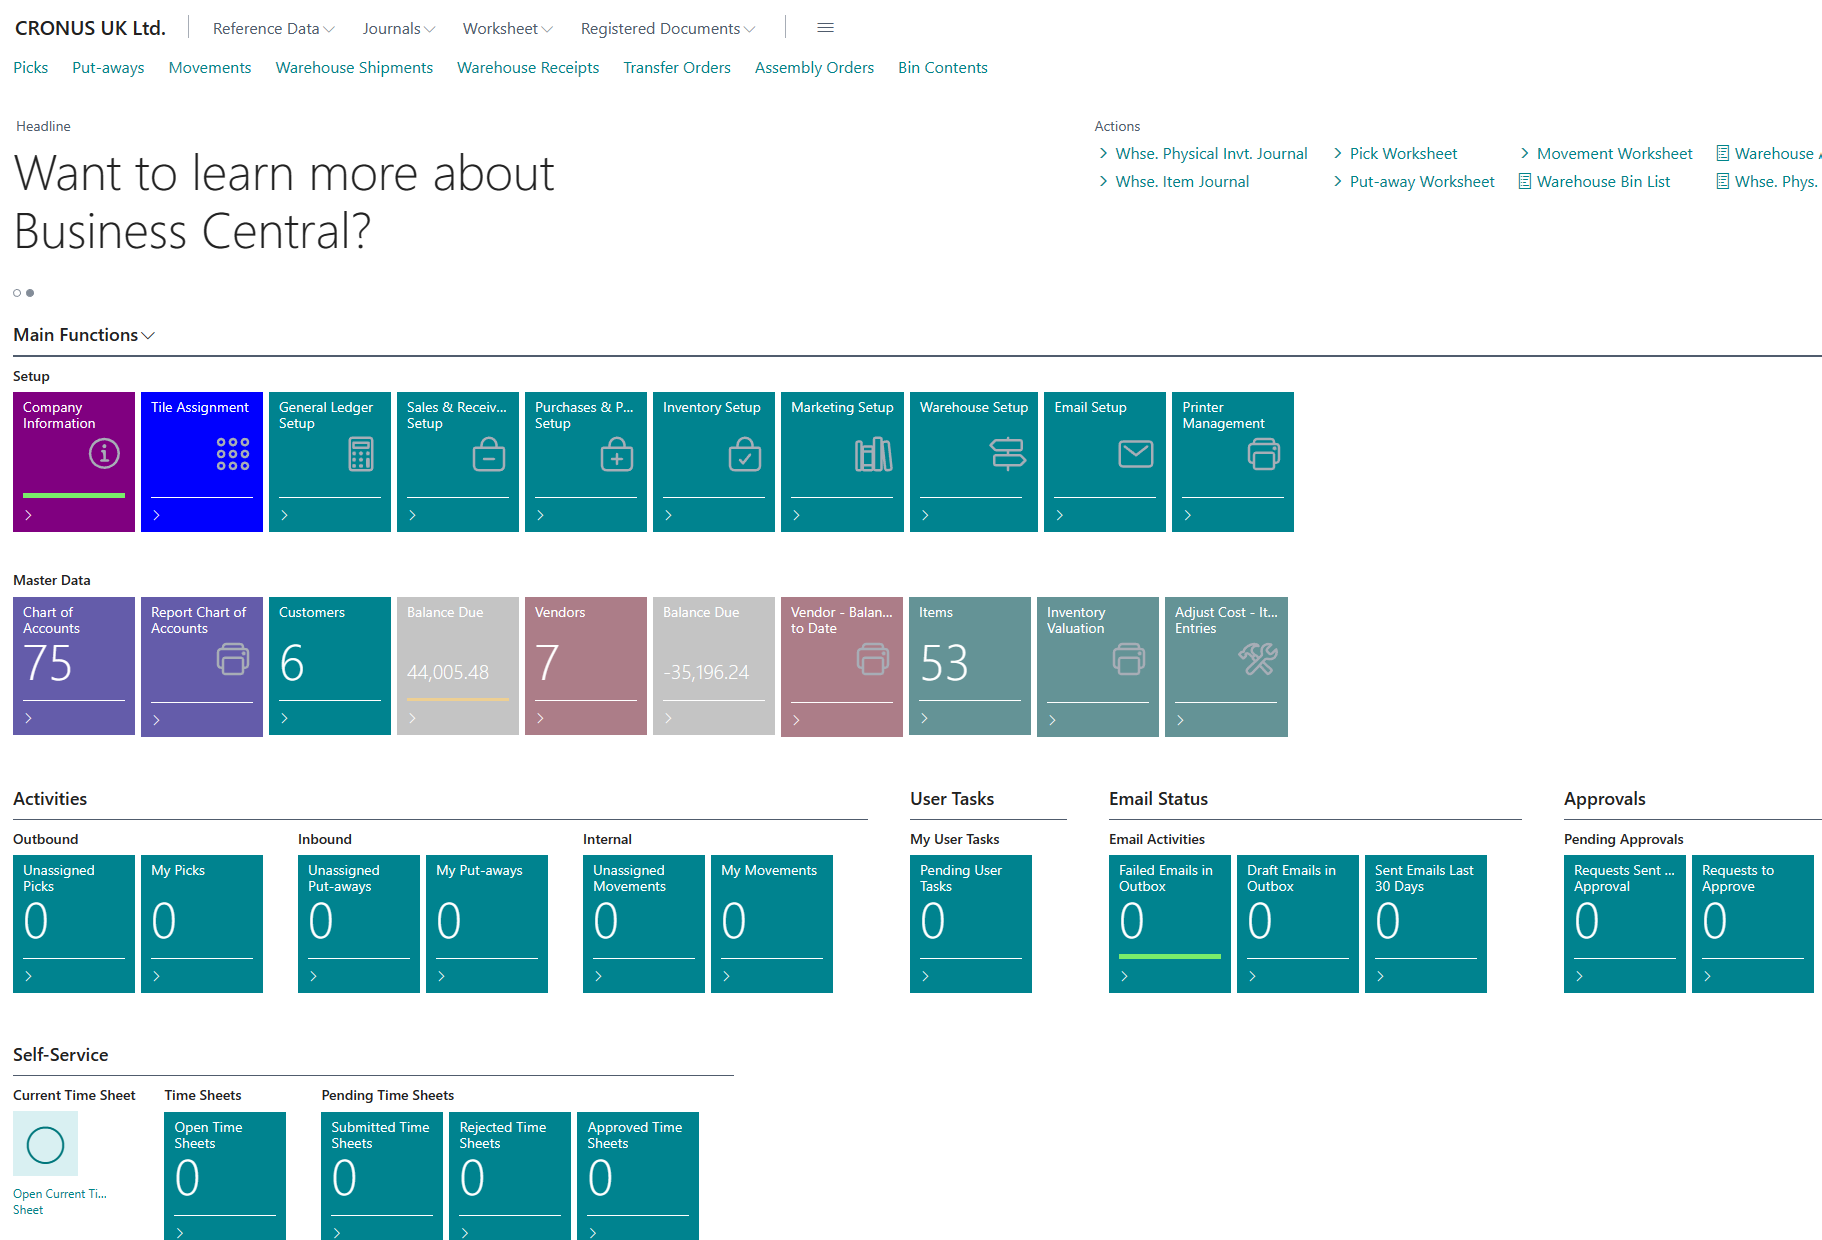 CRONUS UK Ltd. Reference Data Journals Worksheet Registered Documents
Picks Put-aways Movements Warehouse Shipments Warehouse Receipts Transfer Orders Assembly Orders Bin Contents
Headline
Want to learn more about
Business Central?
Actions
Whse. Physical Invt. Journal Pick Worksheet Movement Worksheet Warehouse
Whse. Item Journal Put-away Worksheet Warehouse Bin List Whse. Phys.
Main Functions
Setup
Company
Information
Tile Assignment
General Ledger
Setup
Sales & Receiv...
Setup
Purchases & P...
Setup
Inventory Setup
Marketing Setup
Warehouse Setup
Email Setup
Printer
Management
Master Data
Chart of
Accounts
75
Report Chart of
Accounts
Customers
6
Balance Due
44,005.48
Vendors
7
Balance Due
-35,196.24
Vendor - Balan...
to Date
Items
53
Inventory
Valuation
Adjust Cost - It...
Entries
Activities
Outbound
Unassigned
Picks
0
My Picks
0
Inbound
Unassigned
Put-aways
0
My Put-aways
0
Internal
Unassigned
Movements
0
My Movements
0
User Tasks
My User Tasks
Pending User
Tasks
0
Email Status
Email Activities
Failed Emails in
Outbox
0
Draft Emails in
Outbox
0
Sent Emails Last
30 Days
0
Approvals
Pending Approvals
Requests Sent ...
Approval
0
Requests to
Approve
0
Self-Service
Current Time Sheet
Open Current Ti...
Sheet
Time Sheets
Open Time
Sheets
0
Pending Time Sheets
Submitted Time
Sheets
0
Rejected Time
Sheets
0
Approved Time
Sheets
0